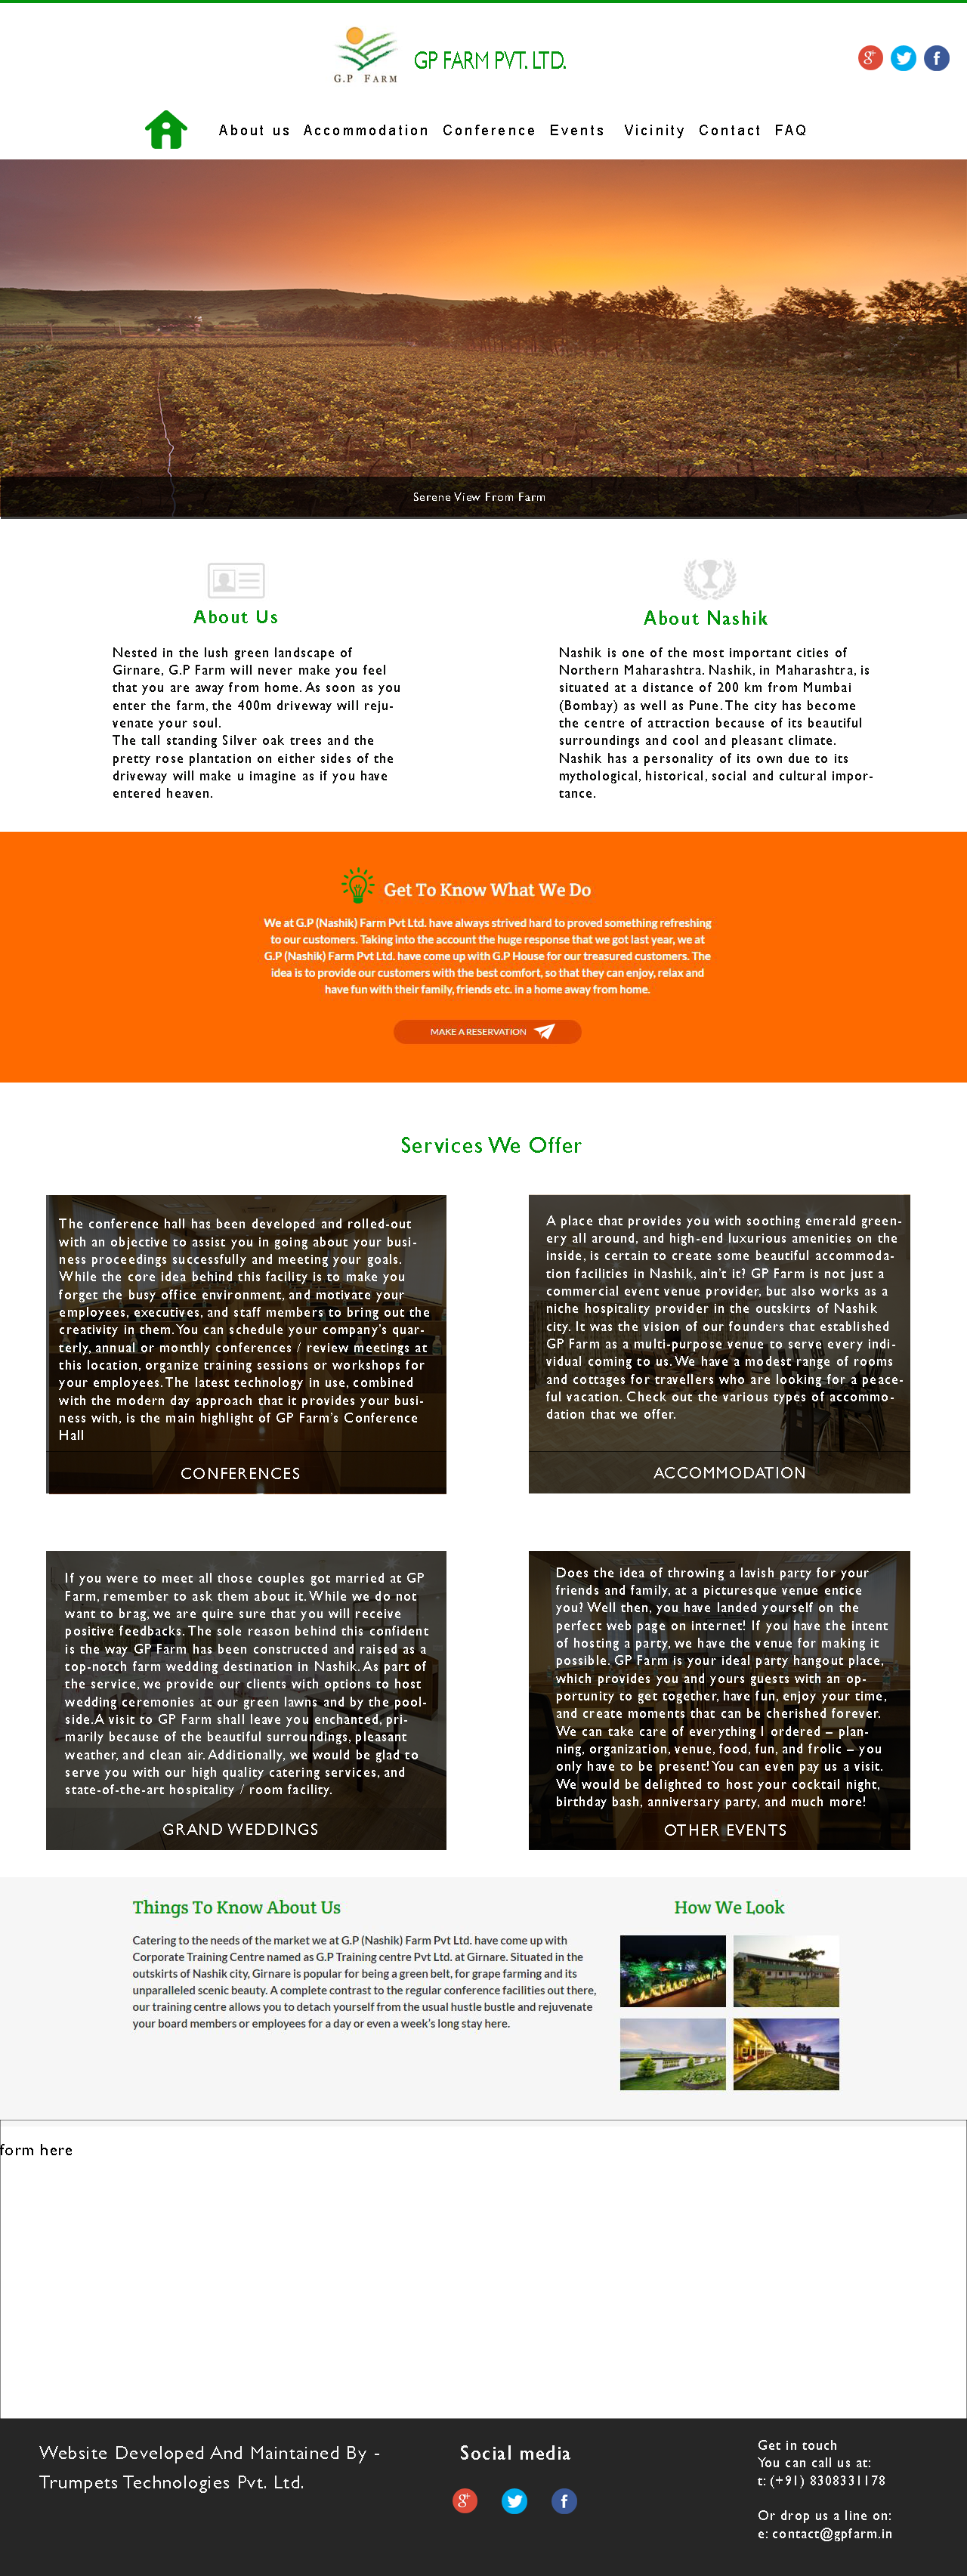 G.P FARM
GP FARM PVT. LTD.
About us Accommodation Conference Events Vicinity Contact FAQ
Serene View From Farm
About Us
Nested in the lush green landscape of
Girnare, G.P Farm will never make you feel
that you are away from home. As soon as you
enter the farm, the 400m driveway will reju-
venate your soul.
The tall standing Silver oak trees and the
pretty rose plantation on either sides of the
driveway will make u imagine as if you have
entered heaven.
About Nashik
Nashik is one of the most important cities of
Northern Maharashtra. Nashik, in Maharashtra, is
situated at a distance of 200 km from Mumbai
(Bombay) as well as Pune. The city has become
the centre of attraction because of its beautiful
surroundings and cool and pleasant climate.
Nashik has a personality of its own due to its
mythological, historical, social and cultural impor-
tance.
Get To Know What We Do
We at G.P (Nashik) Farm Pvt Ltd. have always strived hard to proved something refreshing
to our customers. Taking into the account the huge response that we got last year, we at
G.P (Nashik) Farm Pvt Ltd. have come up with G.P House for our treasured customers. The
idea is to provide our customers with the best comfort, so that they can enjoy, relax and
have fun with their family, friends etc. in a home away from home.
MAKE A RESERVATION
Services We Offer
The conference hall has been developed and rolled-out
with an objective to assist you in going about your busi-
ness proceedings successfully and meeting your goals.
While the core idea behind this facility is to make you
forget the busy office environment, and motivate your
employees, executives, and staff members to bring out the
creativity in them. You can schedule your company's quar-
terly, annual or monthly conferences / review meetings at
this location, organize training sessions or workshops for
your employees. The latest technology in use, combined
with the modern day approach that it provides your busi-
ness with, is the main highlight of GP Farm's Conference
Hall
CONFERENCES
A place that provides you with soothing emerald green-
ery all around, and high-end luxurious amenities on the
inside, is certain to create some beautiful accommoda-
tion facilities in Nashik, ain't it? GP Farm is not just a
commercial event venue provider, but also works as a
niche hospitality provider in the outskirts of Nashik
city. It was the vision of our founders that established
GP Farm as a multi-purpose venue to serve every indi-
vidual coming to us. We have a modest range of rooms
and cottages for travellers who are looking for a peace-
ful vacation. Check out the various types of accommo-
dation that we offer.
ACCOMMODATION
If you were to meet all those couples got married at GP
Farm, remember to ask them about it. While we do not
want to brag, we are quire sure that you will receive
positive feedbacks. The sole reason behind this confident
is the way GP Farm has been constructed and raised as a
top-notch farm wedding destination in Nashik. As part of
the service, we provide our clients with options to host
wedding ceremonies at our green lawns and by the pool-
side. A visit to GP Farm shall leave you enchanted, pri-
marily because of the beautiful surroundings, pleasant
weather, and clean air. Additionally, we would be glad to
serve you with our high quality catering services, and
state-of-the-art hospitality / room facility.
GRAND WEDDINGS
Does the idea of throwing a lavish party for your
friends and family, at a picturesque venue entice
you? Well then, you have landed yourself on the
perfect web page on internet! If you have the intent
of hosting a party, we have the venue for making it
possible. GP Farm is your ideal party hangout place,
which provides you and yours guests with an op-
portunity to get together, have fun, enjoy your time,
and create moments that can be cherished forever.
We can take care of everything I ordered – plan-
ning, organization, venue, food, fun, and frolic – you
only have to be present! You can even pay us a visit.
We would be delighted to host your cocktail night,
birthday bash, anniversary party, and much more!
OTHER EVENTS
Things To Know About Us
Catering to the needs of the market we at G.P (Nashik) Farm Pvt Ltd. have come up with
Corporate Training Centre named as G.P Training centre Pvt Ltd. at Girnare. Situated in the
outskirts of Nashik city, Girnare is popular for being a green belt, for grape farming and its
unparalleled scenic beauty. A complete contrast to the regular conference facilities out there,
our training centre allows you to detach yourself from the usual hustle bustle and rejuvenate
your board members or employees for a day or even a week's long stay here.
How We Look
form here
Website Developed And Maintained By -
Trumpets Technologies Pvt. Ltd.
Social media
Get in touch
You can call us at:
t: (+91) 8308331178
Or drop us a line on:
e: contact@gpfarm.in